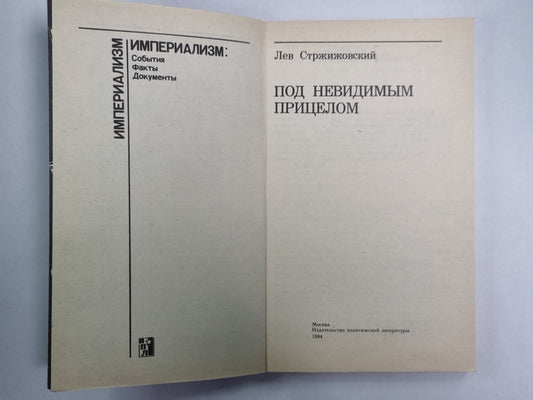 ИМПЕРИАЛИЗМ
ИМПЕРИАЛИЗМ:
События
Факты
Документы
Лев Стржижовский
ПОД НЕВИДИМЫМ
ПРИЦЕЛОМ
Москва
Издательство политической литературы
1984